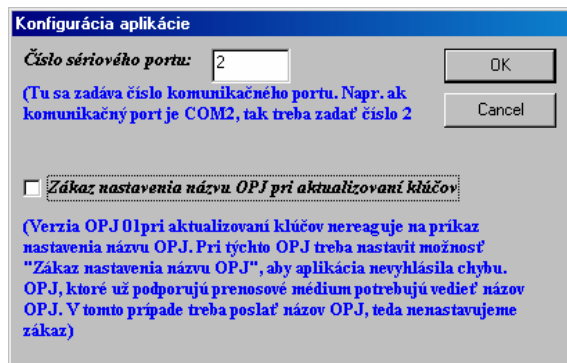 Konfigurácia aplikácie
Číslo sériového portu: 2
OK
(Tu sa zadáva číslo komunikačného portu. Napr. ak
komunikačný port je COM2, tak treba zadať číslo 2
Cancel
Zákaz nastavenia názvu OPJ pri aktualizovaní kľúčov
(Verzia OPJ 01pri aktualizovaní kľúčov nereaguje na príkaz
nastavenia názvu OPJ. Pri týchto OPJ treba nastavit možnosť
"Zákaz nastavenia názvu OPJ", aby aplikácia nevyhlásila chybu.
OPJ, ktoré už podporujú prenosové médium potrebujú vedieť názov
OPJ. V tomto prípade treba poslať názov OPJ, teda nenastavujeme
zákaz)